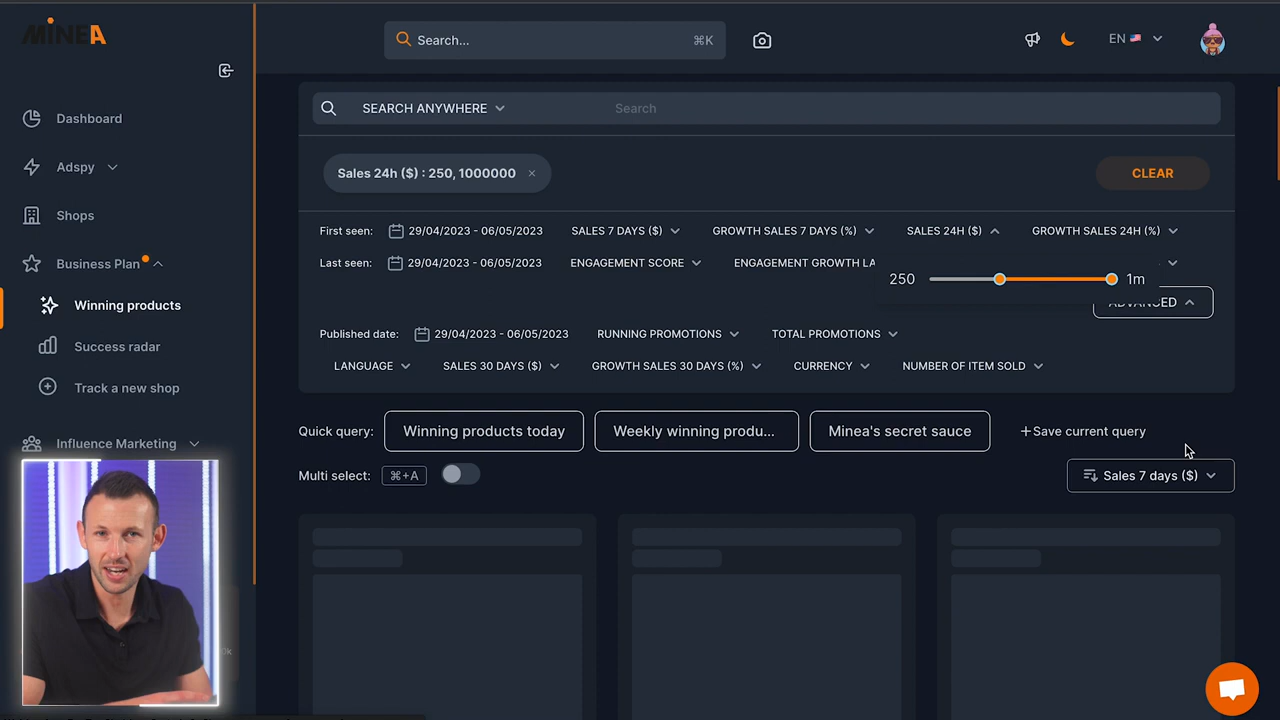 MINEA
Search...
⌘K
EN
Dashboard
Adspy
Shops
Business Plan
Winning products
Success radar
Track a new shop
Influence Marketing
SEARCH ANYWHERE
Search
Sales 24h ($) : 250, 1000000 ×
CLEAR
First seen: 29/04/2023 - 06/05/2023 SALES 7 DAYS ($) GROWTH SALES 7 DAYS (%) SALES 24H ($) GROWTH SALES 24H (%)
Last seen: 29/04/2023 - 06/05/2023 ENGAGEMENT SCORE ENGAGEMENT GROWTH LA
250 1m
ADVANCED
Published date: 29/04/2023 - 06/05/2023 RUNNING PROMOTIONS TOTAL PROMOTIONS
LANGUAGE SALES 30 DAYS ($) GROWTH SALES 30 DAYS (%) CURRENCY NUMBER OF ITEM SOLD
Quick query: Winning products today Weekly winning produ... Minea's secret sauce +Save current query
Multi select: ⌘+A
Sales 7 days ($)